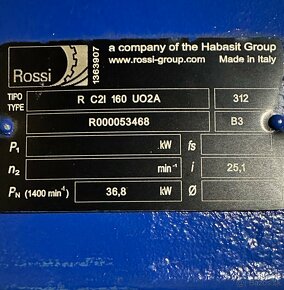 Rossi
1363907
a company of the Habasit Group
www.rossi-group.com Made in Italy
TIPO TYPE R C2I 160 UO2A 312
R000053468 B3
P1 kW fs
n2 min-1 i 25,1
PN (1400 min-1) 36,8 kW Ø